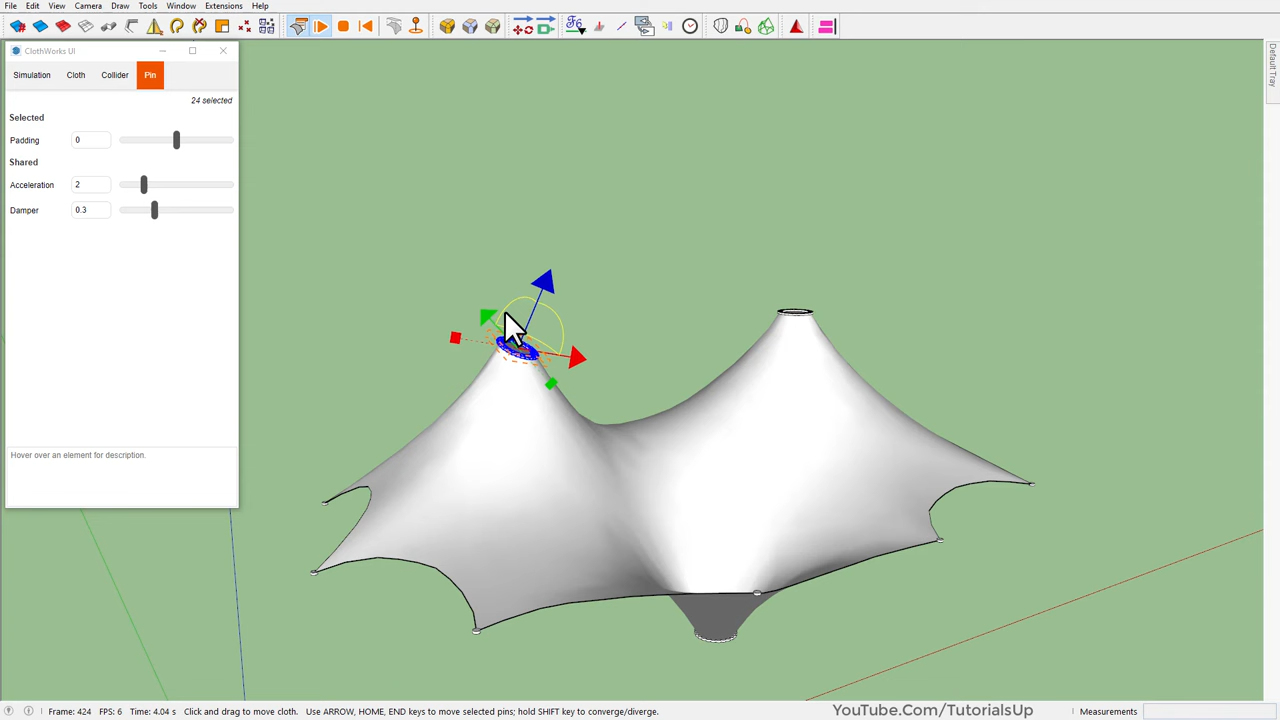 File Edit View Camera Draw Tools Window Extensions Help
ClothWorks UI
Simulation Cloth Collider Pin
24 selected
Selected
Padding 0
Shared
Acceleration 2
Damper 0.3
Hover over an element for description.
Default Tray
Frame: 424 FPS: 6 Time: 4.04 s Click and drag to move cloth. Use ARROW, HOME, END keys to move selected pins; hold SHIFT key to converge/diverge.
YouTube.Com/TutorialsUp
Measurements